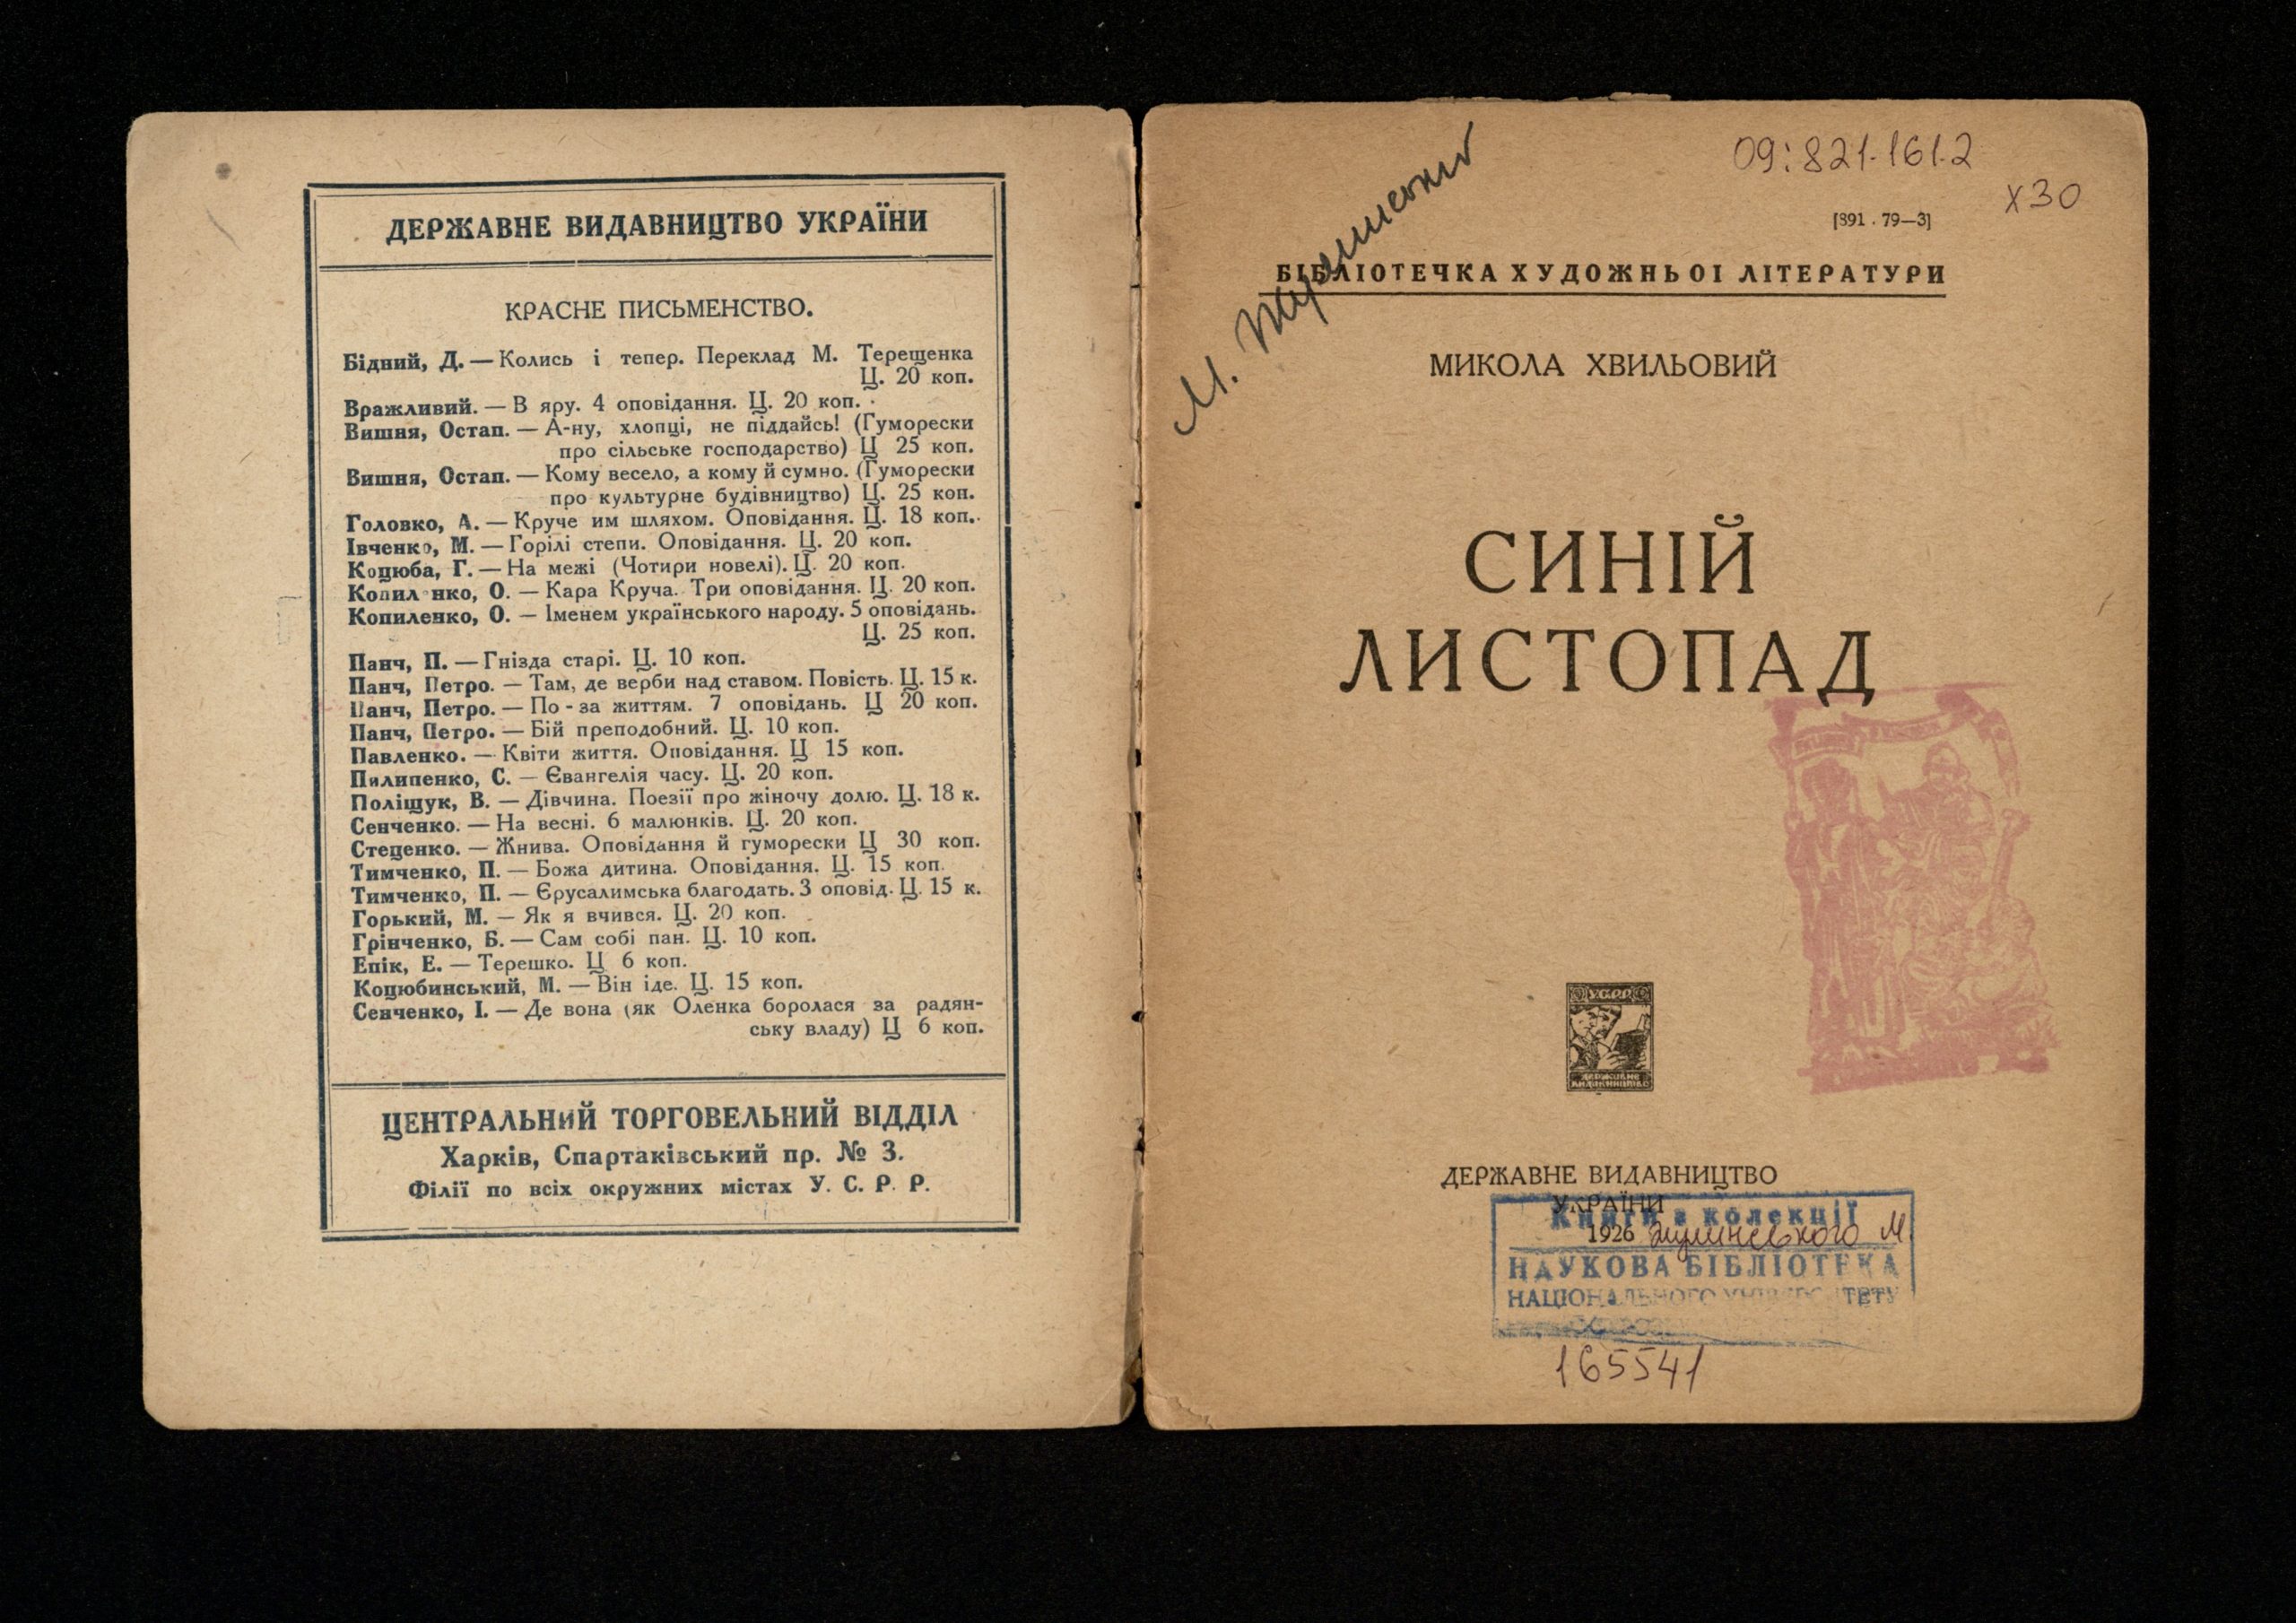 ДЕРЖАВНЕ ВИДАВНИЦТВО УКРАЇНИ
КРАСНЕ ПИСЬМЕНСТВО.
Бідний, Д. — Колись і тепер. Переклад М. Терещенка
Ц. 20 коп.
Вражливий. — В яру. 4 оповідання. Ц. 20 коп.
Вишня, Остап. — А-ну, хлопці, не піддайсь! (Гуморески
про сільське господарство) Ц 25 коп.
Вишня, Остап. — Кому весело, а кому й сумно. (Гуморески
про культурне будівництво) Ц. 25 коп.
Головко, А. — Круче им шляхом. Оповідання. Ц. 18 коп.
Івченко, М. — Горілі степи. Оповідання. Ц. 20 коп.
Коцюба, Г. — На межі (Чотири новелі). Ц. 20 коп.
Копил нко, О. — Кара Круча. Три оповідання. Ц. 20 коп.
Копиленко, О. — Іменем українського народу. 5 оповідань.
Ц. 25 коп.
Панч, П. — Гнізда старі. Ц. 10 коп.
Панч, Петро. — Там, де верби над ставом. Повість. Ц. 15 к.
Панч, Петро. — По-за життям. 7 оповідань. Ц 20 коп.
Панч, Петро. — Бій преподобний. Ц. 10 коп.
Павленко. — Квіти життя. Оповідання. Ц 15 коп.
Пилипенко, С. — Євангелія часу. Ц. 20 коп.
Поліщук, В. — Дівчина. Поезії про жіночу долю. Ц. 18 к.
Сенченко. — На весні. 6 малюнків. Ц. 20 коп.
Стеценко. — Жнива. Оповідання й гуморески Ц 30 коп.
Тимченко, П. — Божа дитина. Оповідання. Ц. 15 коп.
Тимченко, П. — Єрусалимська благодать. 3 оповід. Ц. 15 к.
Горький, М. — Як я вчився. Ц. 20 коп.
Грінченко, Б. — Сам собі пан. Ц. 10 коп.
Епік, Е. — Терешко. Ц 6 коп.
Коцюбинський, М. — Він іде. Ц. 15 коп.
Сенченко, І. — Де вона (як Оленка боролася за радян-
ську владу) Ц 6 коп.
ЦЕНТРАЛЬНИЙ ТОРГОВЕЛЬНИЙ ВІДДІЛ
Харків, Спартаківський пр. № 3.
Філії по всіх окружних містах У. С. Р. Р.
09:821.161.2
Х30
[891.79—3]
М.
БІБЛІОТЕЧКА ХУДОЖНЬОІ ЛІТЕРАТУРИ
МИКОЛА ХВИЛЬОВИЙ
СИНІЙ
ЛИСТОПАД
УСРР
ДЕРЖАВНЕ
ВИДАВНИЦТВО
ДЕРЖАВНЕ ВИДАВНИЦТВО
УКРАЇНИ
1926
Книги з колекції
Жулинського М.
НАУКОВА БІБЛІОТЕКА
НАЦІОНАЛЬНОГО УНІВЕРСИТЕТУ
165541